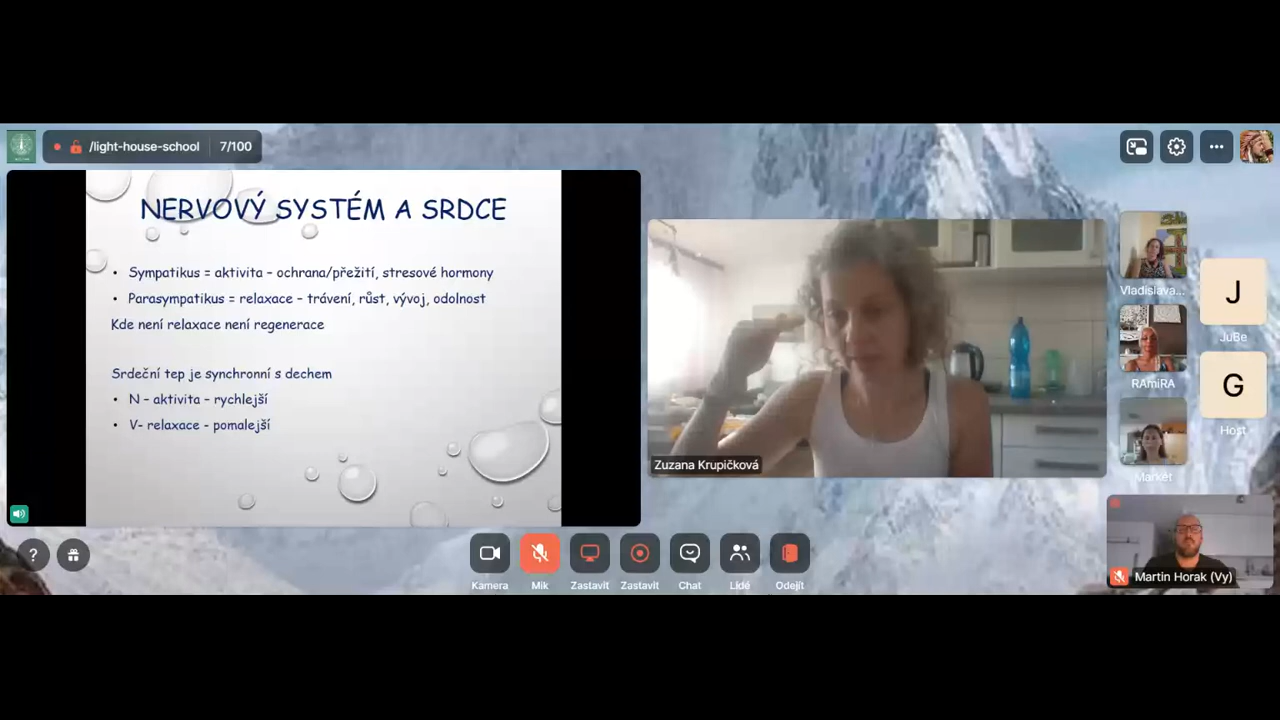 /light-house-school 7/100
NERVOVÝ SYSTÉM A SRDCE
• Sympatikus = aktivita – ochrana/přežití, stresové hormony
• Parasympatikus = relaxace – trávení, růst, vývoj, odolnost
Kde není relaxace není regenerace
Srdeční tep je synchronní s dechem
• N – aktivita – rychlejší
• V- relaxace - pomalejší
Zuzana Krupičková
Vladislava...
RAmiRA
Markét
J
JuBe
G
Host
Martin Horak (Vy)
?
Kamera
Mik
Zastavit
Zastavit
Chat
Lidé
Odejít